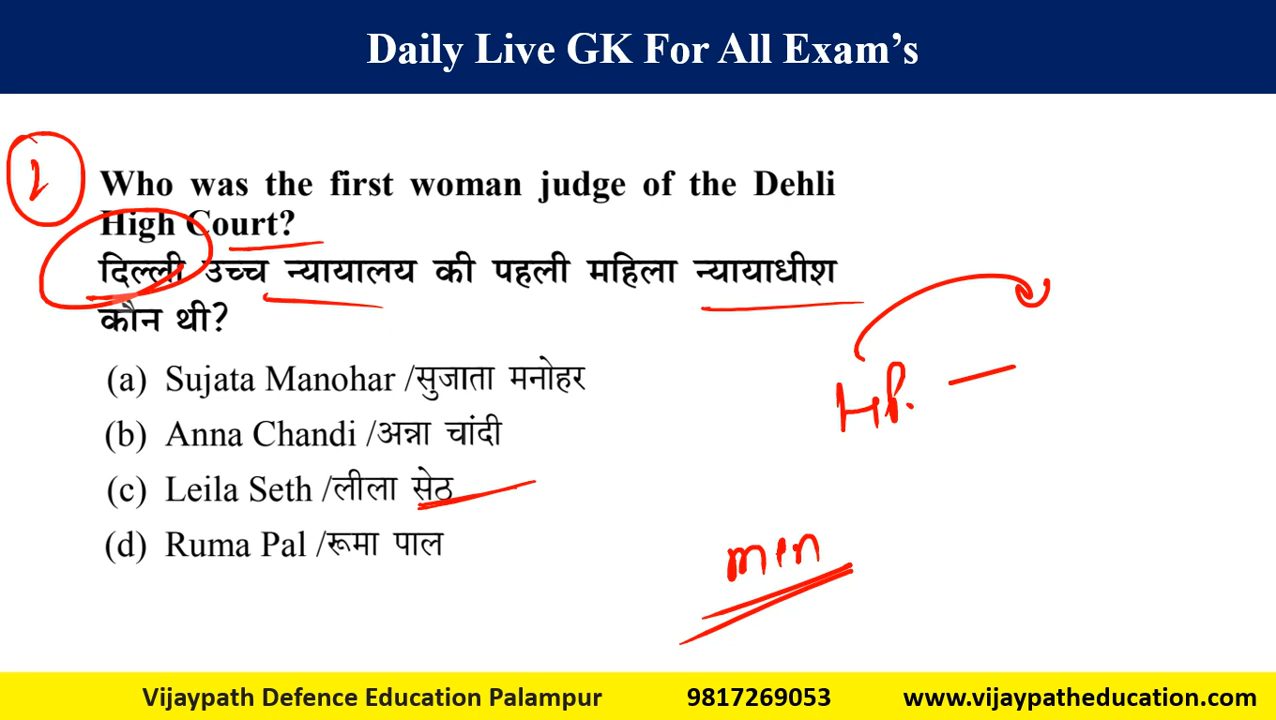 Daily Live GK For All Exam's
1
Who was the first woman judge of the Dehli
High Court?
दिल्ली उच्च न्यायालय की पहली महिला न्यायाधीश
कौन थी?
(a) Sujata Manohar /सुजाता मनोहर
(b) Anna Chandi /अन्ना चांदी
(c) Leila Seth /लीला सेठ
(d) Ruma Pal /रूमा पाल
men
Vijaypath Defence Education Palampur 9817269053 www.vijaypatheducation.com